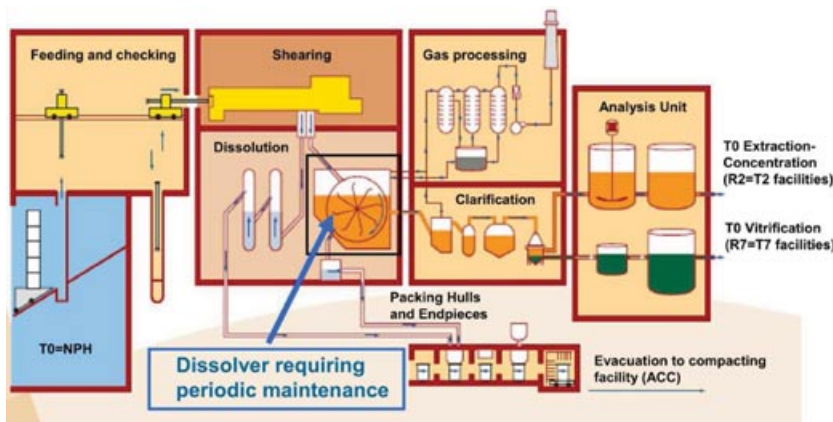 Feeding and checking
Shearing
Gas processing
Analysis Unit
Dissolution
T0 Extraction-
Concentration
(R2=T2 facilities)
Clarification
T0 Vitrification
(R7=T7 facilities)
Packing Hulls
and Endpieces
T0=NPH
Dissolver requiring
periodic maintenance
Evacuation to compacting
facility (ACC)